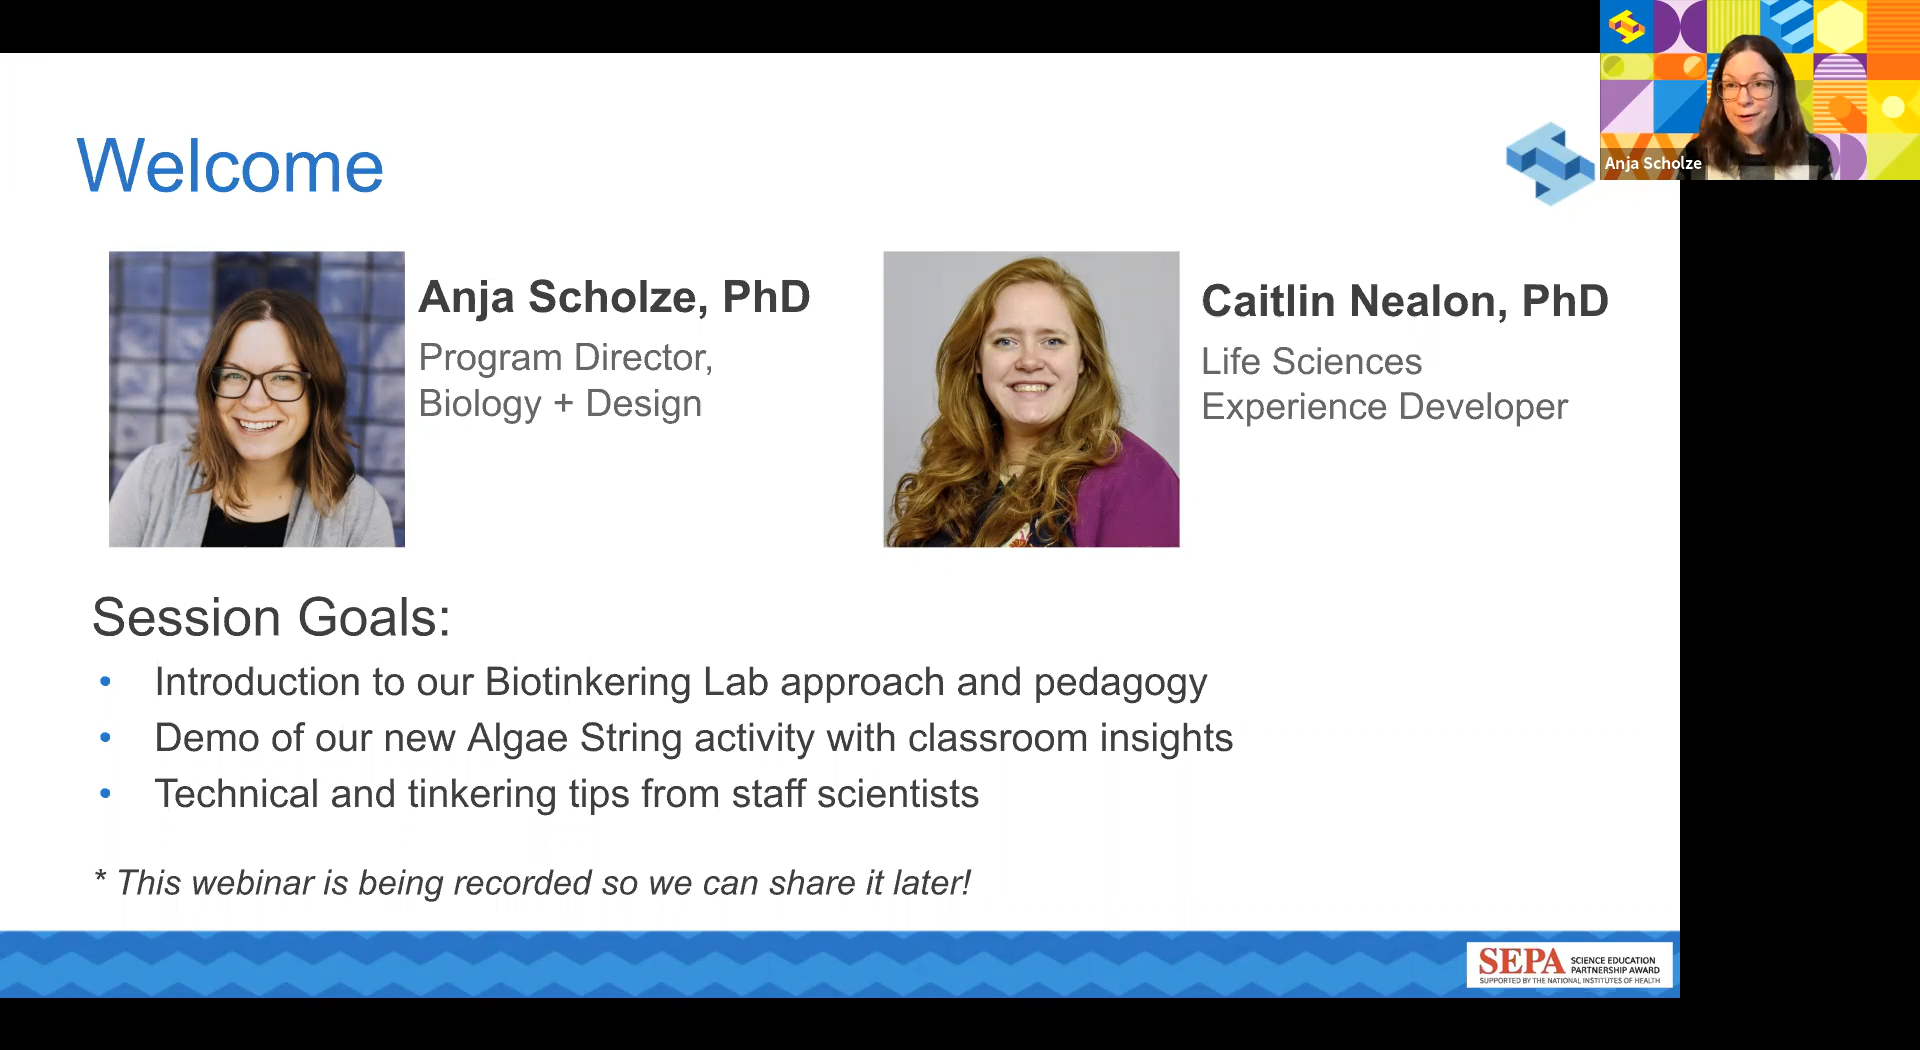 Welcome
Anja Scholze
Anja Scholze, PhD
Program Director,
Biology + Design
Caitlin Nealon, PhD
Life Sciences
Experience Developer
Session Goals:
• Introduction to our Biotinkering Lab approach and pedagogy
• Demo of our new Algae String activity with classroom insights
• Technical and tinkering tips from staff scientists
* This webinar is being recorded so we can share it later!
SEPA
SCIENCE EDUCATION
PARTNERSHIP AWARD
SUPPORTED BY THE NATIONAL INSTITUTES OF HEALTH